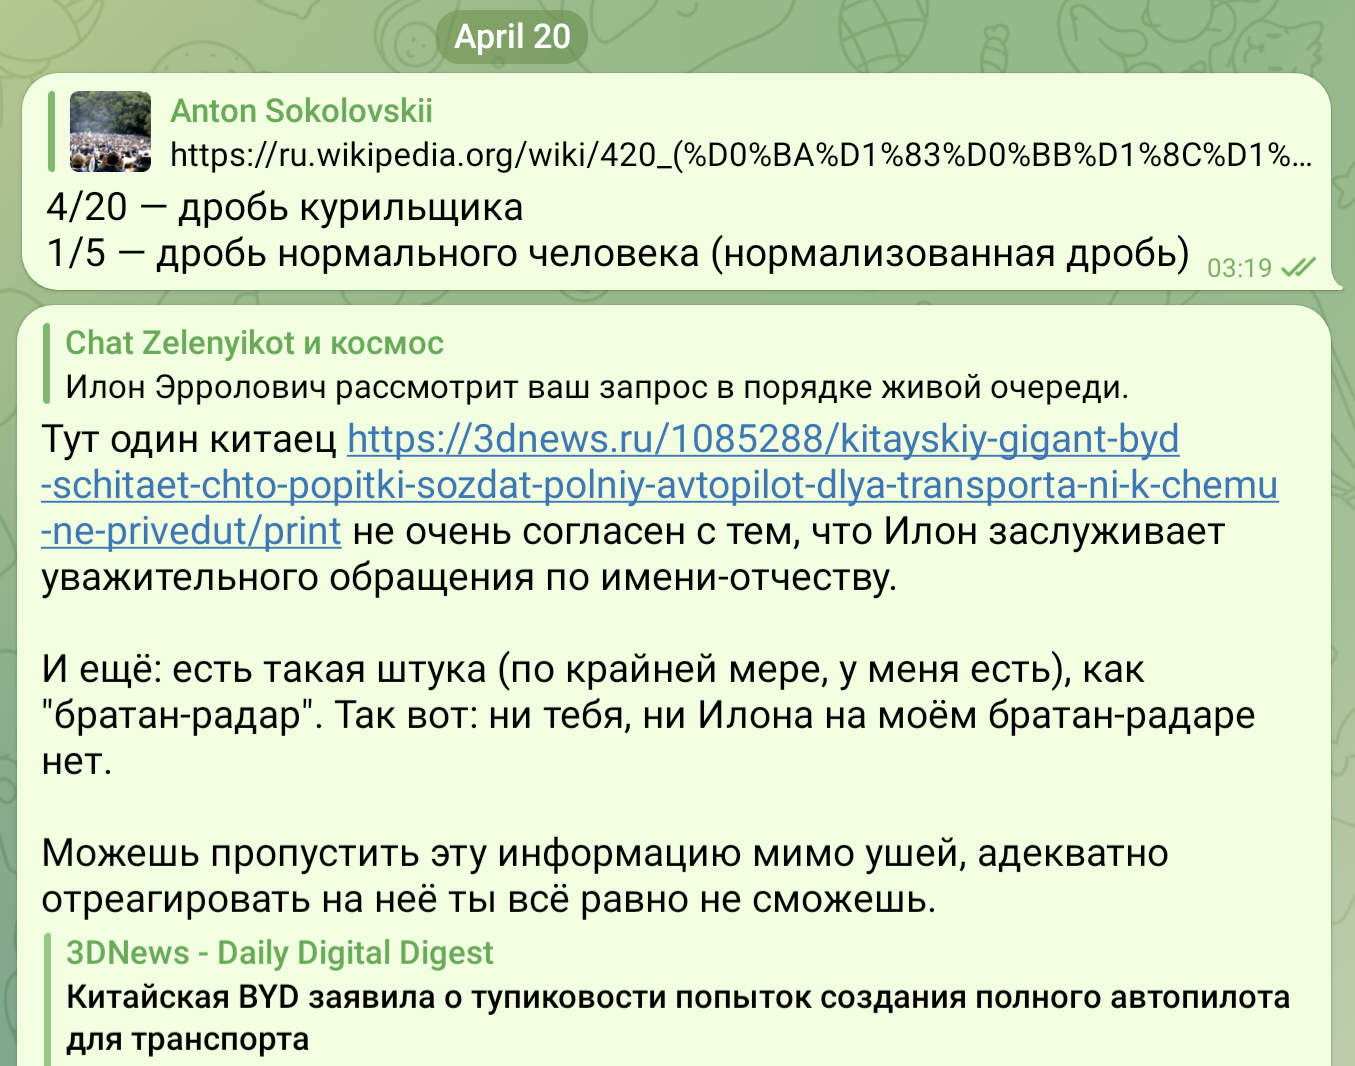 April 20
Anton Sokolovskii
https://ru.wikipedia.org/wiki/420_(%D0%BA%D1%83%D0%BB%D1%8C%D1%...
4/20 — дробь курильщика
1/5 — дробь нормального человека (нормализованная дробь)
03:19
Chat Zelenyikot и космос
Илон Эрролович рассмотрит ваш запрос в порядке живой очереди.
Тут один китаец https://3dnews.ru/1085288/kitayskiy-gigant-byd
-schitaet-chto-popitki-sozdat-polniy-avtopilot-dlya-transporta-ni-k-chemu
-ne-privedut/print не очень согласен с тем, что Илон заслуживает
уважительного обращения по имени-отчеству.
И ещё: есть такая штука (по крайней мере, у меня есть), как
"братан-радар". Так вот: ни тебя, ни Илона на моём братан-радаре
нет.
Можешь пропустить эту информацию мимо ушей, адекватно
отреагировать на неё ты всё равно не сможешь.
3DNews - Daily Digital Digest
Китайская BYD заявила о тупиковости попыток создания полного автопилота
для транспорта